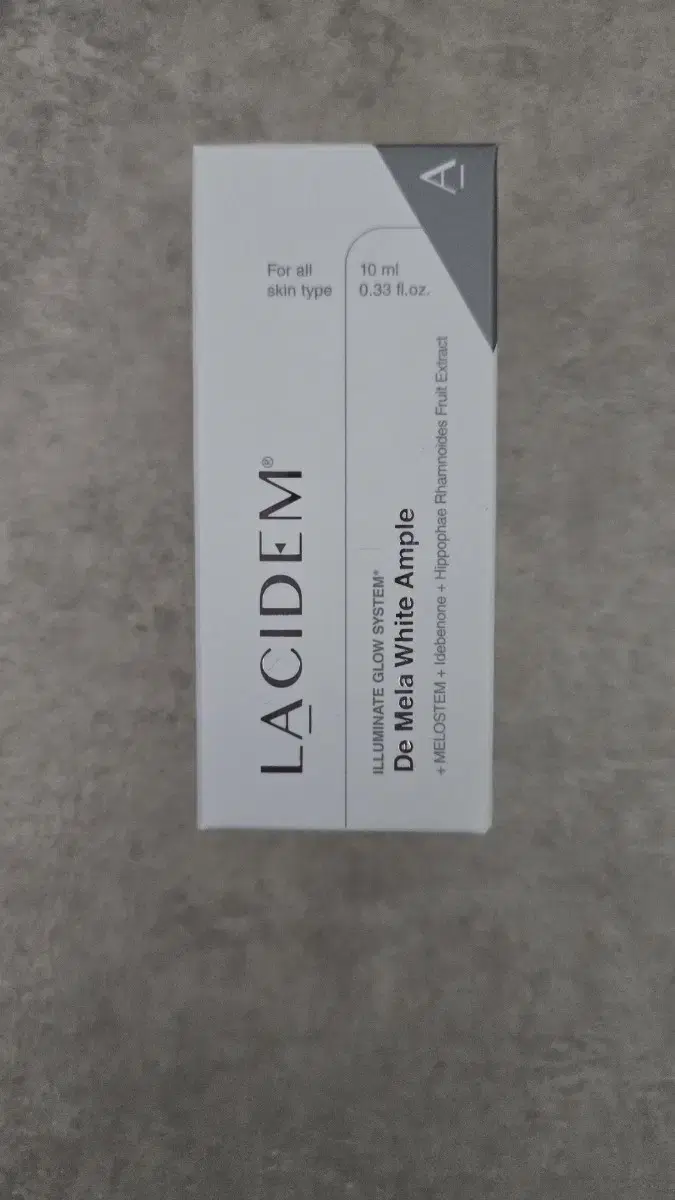 LACIDEM®
For all
skin type
10 ml
0.33 fl.oz.
ILLUMINATE GLOW SYSTEM®
De Mela White Ample
+ MELOSTEM + Idebenone + Hippophae Rhamnoides Fruit Extract
A